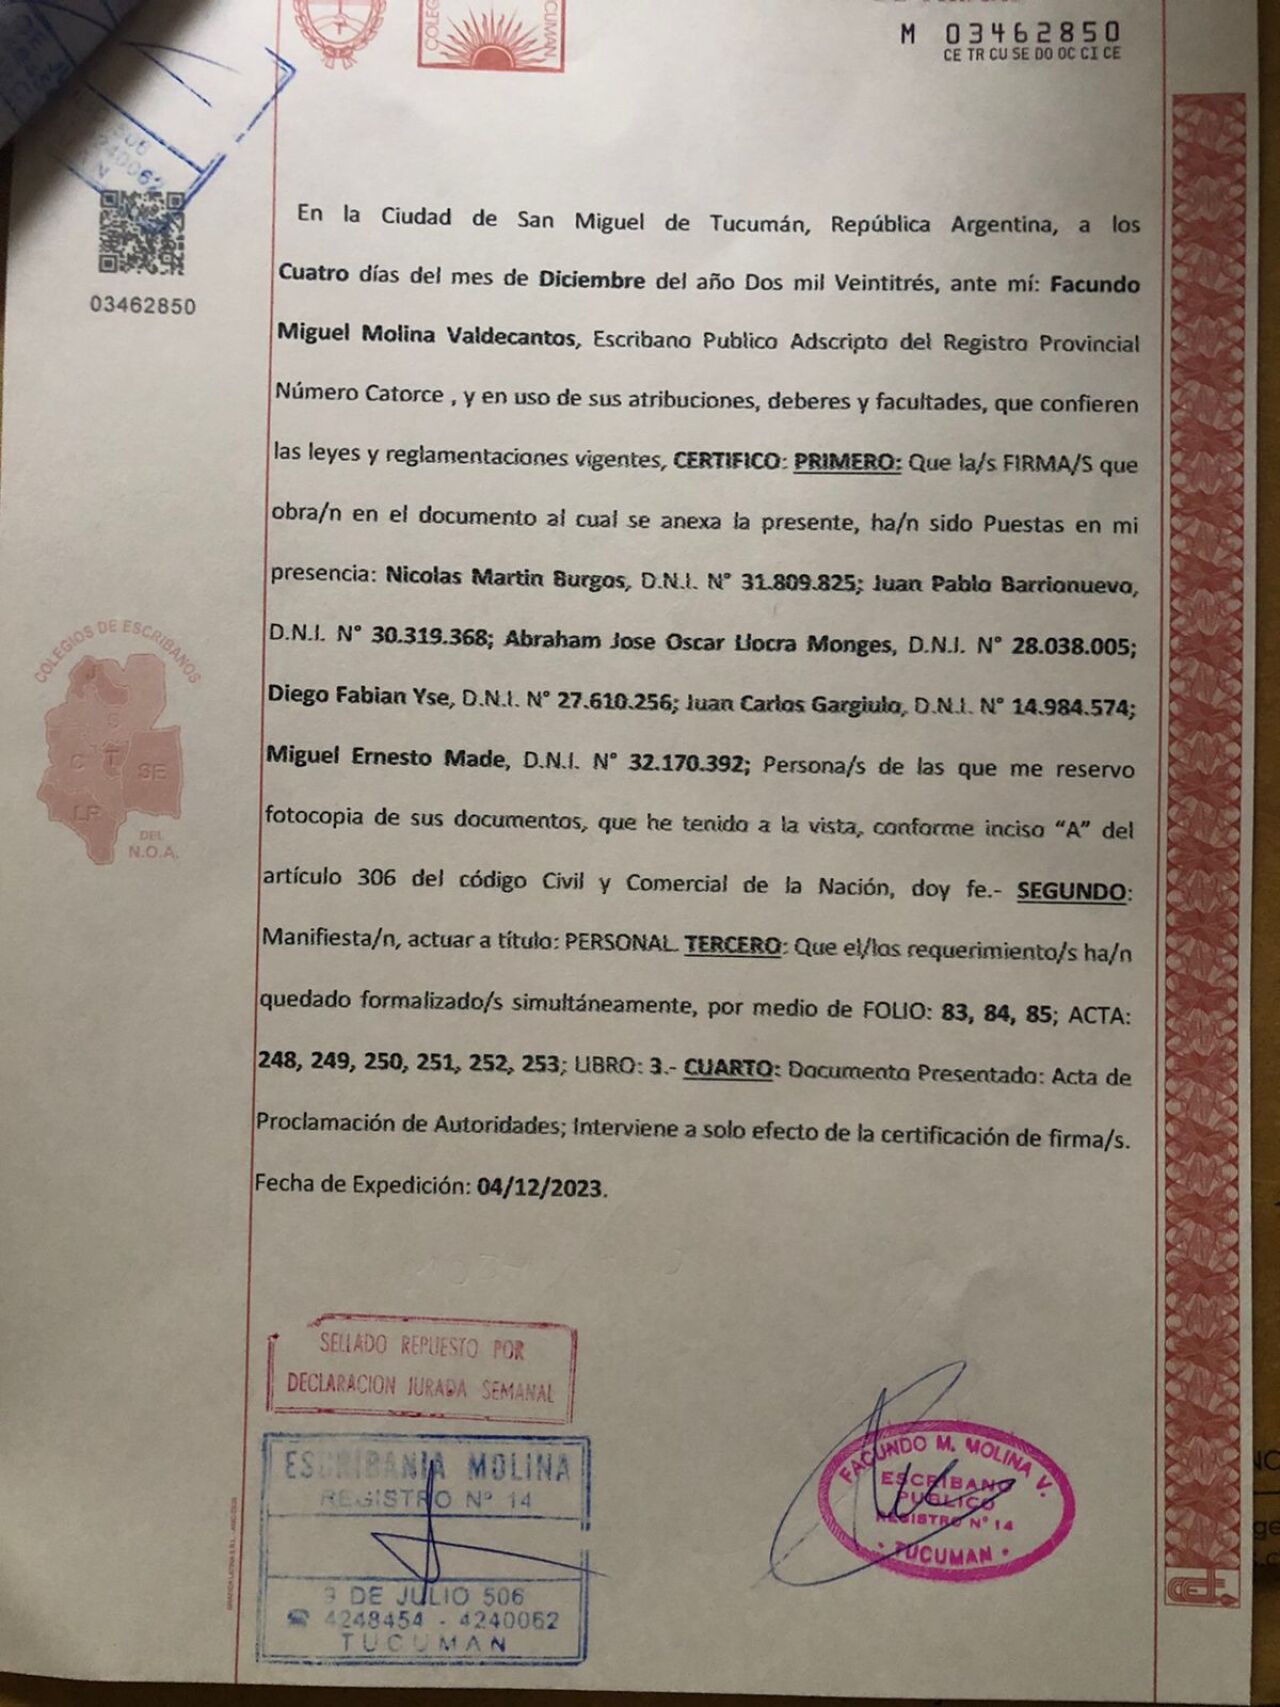 COLEG
CUMAN
M 03462850
CE TR CU SE DO OC CI CE
4240062
03462850
En la Ciudad de San Miguel de Tucumán, República Argentina, a los
Cuatro días del mes de Diciembre del año Dos mil Veintitrés, ante mí: Facundo
Miguel Molina Valdecantos, Escribano Publico Adscripto del Registro Provincial
Número Catorce , y en uso de sus atribuciones, deberes y facultades, que confieren
las leyes y reglamentaciones vigentes, CERTIFICO: PRIMERO: Que la/s FIRMA/S que
obra/n en el documento al cual se anexa la presente, ha/n sido Puestas en mi
presencia: Nicolas Martin Burgos, D.N.I. N° 31.809.825; Juan Pablo Barrionuevo,
D.N.I. N° 30.319.368; Abraham Jose Oscar Llocra Monges, D.N.I. N° 28.038.005;
Diego Fabian Yse, D.N.I. N° 27.610.256; Juan Carlos Gargiulo, D.N.I. N° 14.984.574;
Miguel Ernesto Made, D.N.I. N° 32.170.392; Persona/s de las que me reservo
fotocopia de sus documentos, que he tenido a la vista, conforme inciso “A” del
artículo 306 del código Civil y Comercial de la Nación, doy fe.- SEGUNDO:
Manifiesta/n, actuar a título: PERSONAL. TERCERO: Que el/los requerimiento/s ha/n
quedado formalizado/s simultáneamente, por medio de FOLIO: 83, 84, 85; ACTA:
248, 249, 250, 251, 252, 253; LIBRO: 3.- CUARTO: Documento Presentado: Acta de
Proclamación de Autoridades; Interviene a solo efecto de la certificación de firma/s.
Fecha de Expedición: 04/12/2023.
COLEGIOS DE ESCRIBANOS
S
C T SE
LR
DEL
N.O.A.
SELLADO REPUESTO POR
DECLARACION JURADA SEMANAL
ESCRIBANIA MOLINA
REGISTRO N° 14
9 DE JULIO 506
☎ 4248454 - 4240062
TUCUMAN
FACUNDO M. MOLINA V.
ESCRIBANO
PUBLICO
REGISTRO N° 14
• TUCUMAN •